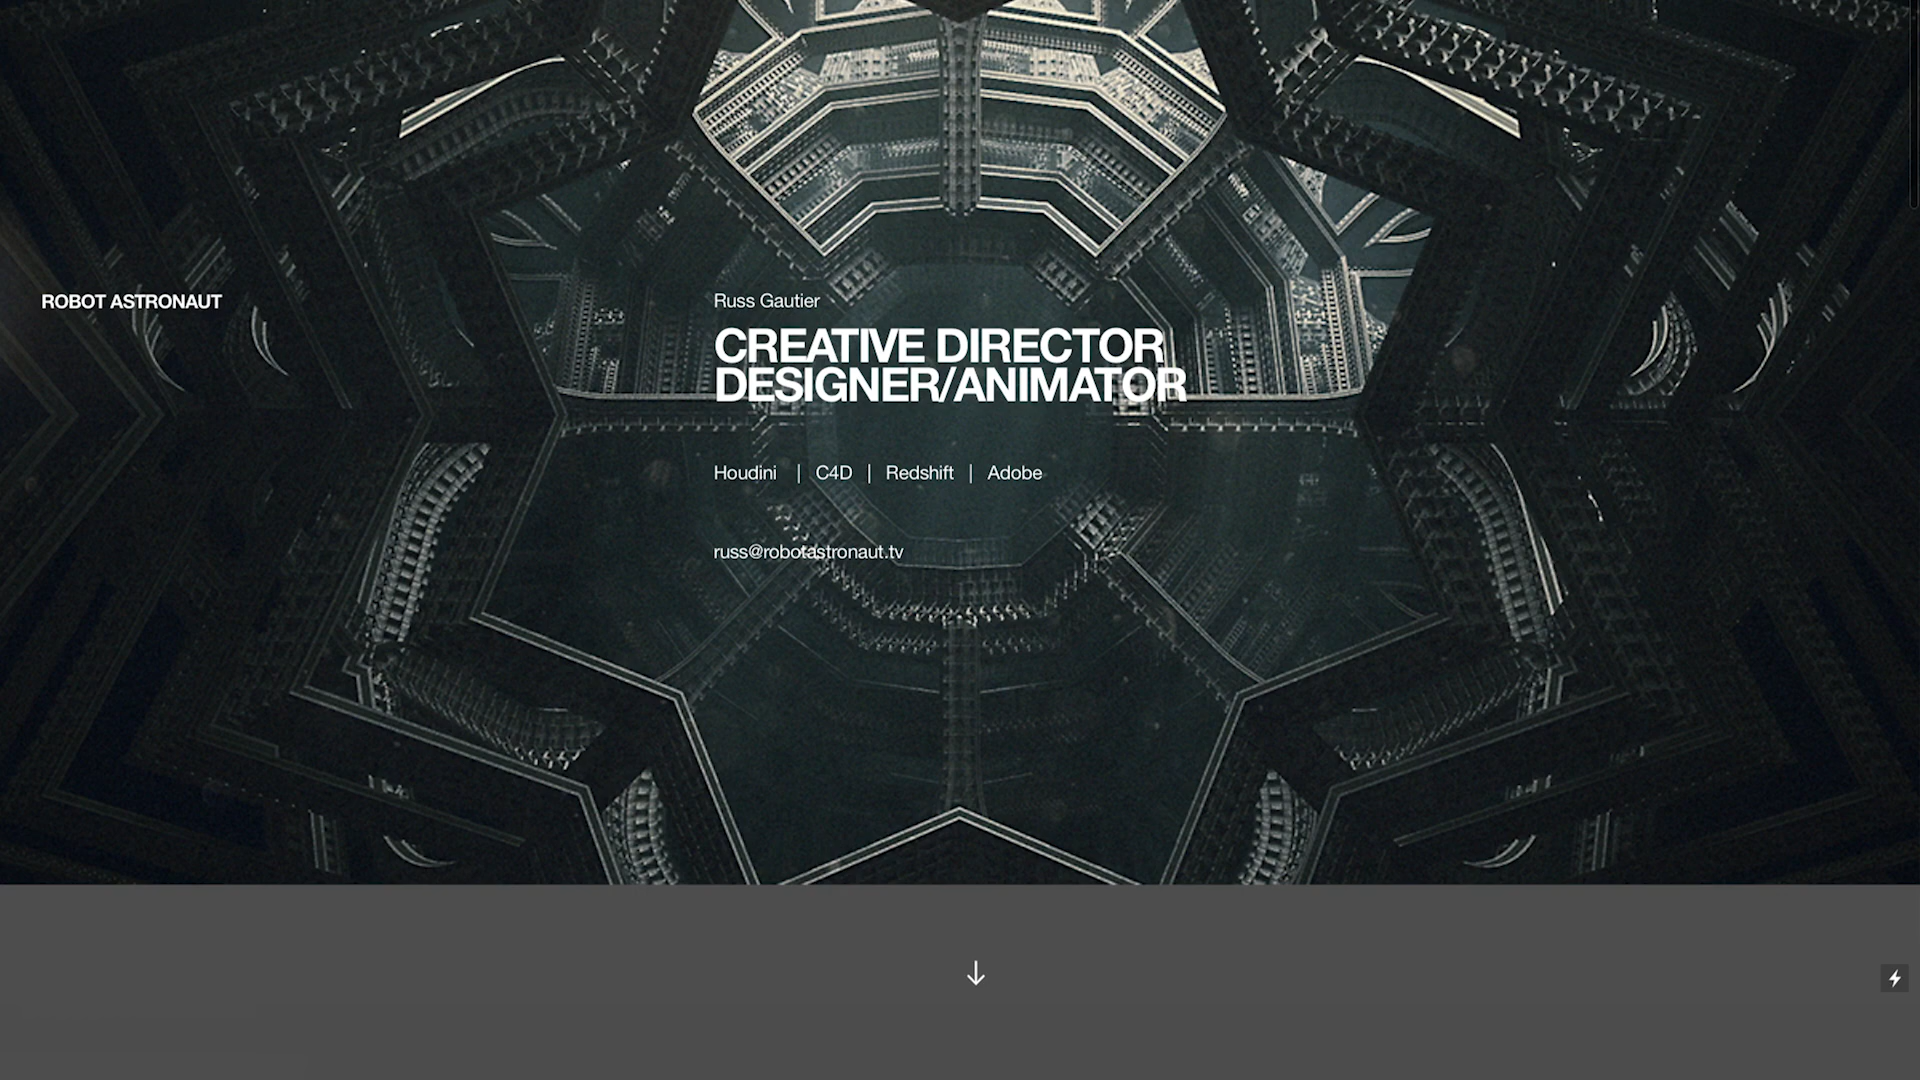 ROBOT ASTRONAUT
Russ Gautier
CREATIVE DIRECTOR
DESIGNER/ANIMATOR
Houdini | C4D | Redshift | Adobe
russ@robotastronaut.tv